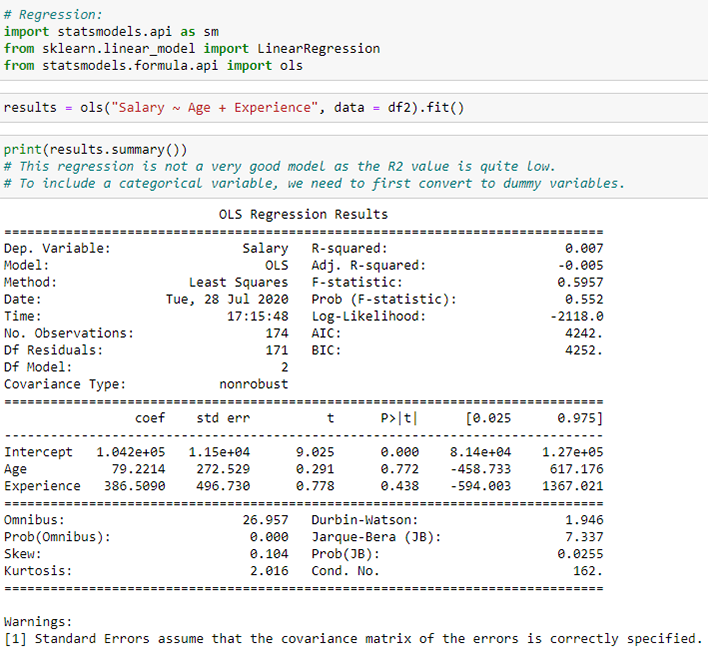 # Regression:
import statsmodels.api as sm
from sklearn.linear_model import LinearRegression
from statsmodels.formula.api import ols
results = ols("Salary ~ Age + Experience", data = df2).fit()
print(results.summary())
# This regression is not a very good model as the R2 value is quite low.
# To include a categorical variable, we need to first convert to dummy variables.
OLS Regression Results
==============================================================================
Dep. Variable: Salary R-squared: 0.007
Model: OLS Adj. R-squared: -0.005
Method: Least Squares F-statistic: 0.5957
Date: Tue, 28 Jul 2020 Prob (F-statistic): 0.552
Time: 17:15:48 Log-Likelihood: -2118.0
No. Observations: 174 AIC: 4242.
Df Residuals: 171 BIC: 4252.
Df Model: 2
Covariance Type: nonrobust
==============================================================================
coef std err t P>|t| [0.025 0.975]
------------------------------------------------------------------------------
Intercept 1.042e+05 1.15e+04 9.025 0.000 8.14e+04 1.27e+05
Age 79.2214 272.529 0.291 0.772 -458.733 617.176
Experience 386.5090 496.730 0.778 0.438 -594.003 1367.021
==============================================================================
Omnibus: 26.957 Durbin-Watson: 1.946
Prob(Omnibus): 0.000 Jarque-Bera (JB): 7.337
Skew: 0.104 Prob(JB): 0.0255
Kurtosis: 2.016 Cond. No. 162.
==============================================================================
Warnings:
[1] Standard Errors assume that the covariance matrix of the errors is correctly specified.